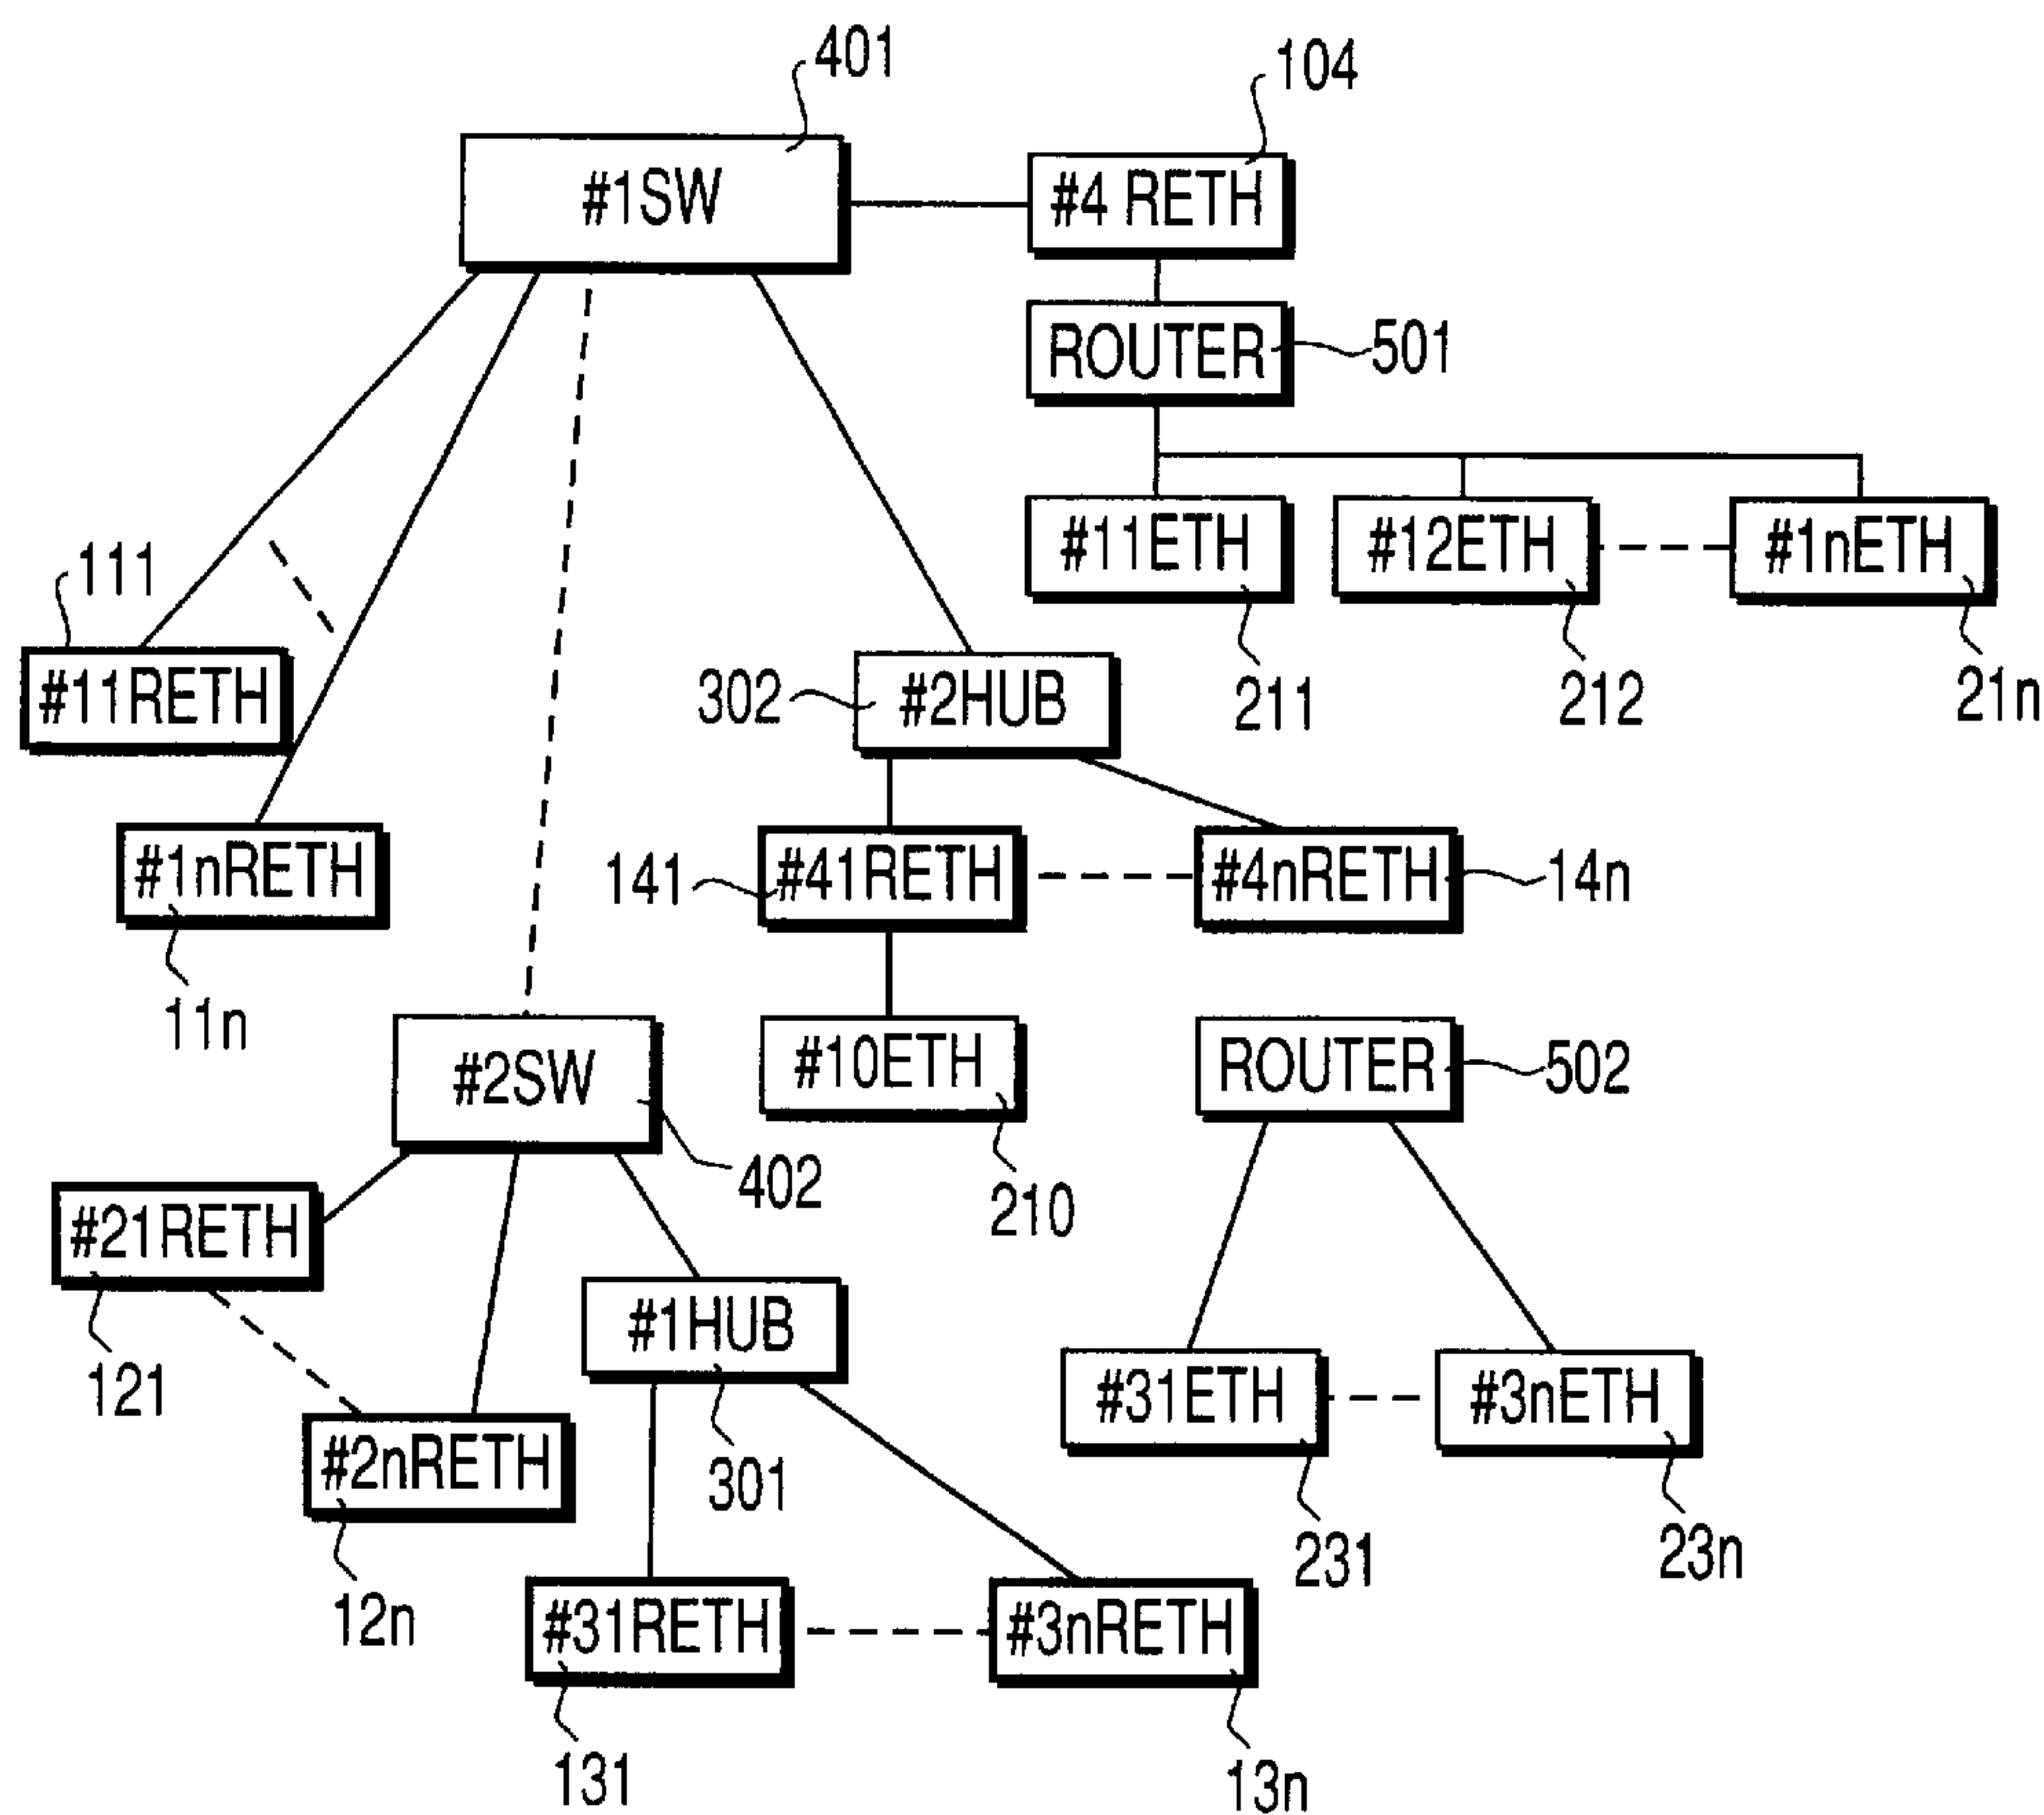 401
104
#1SW
#4 RETH
ROUTER
501
#11ETH
#12ETH
#1nETH
111
211
212
21n
#11RETH
302
#2HUB
#1nRETH
141
#41RETH
#4nRETH
14n
11n
#2SW
#10ETH
ROUTER
502
402
210
#21RETH
121
#1HUB
#31ETH
#3nETH
#2nRETH
301
231
23n
12n
#31RETH
#3nRETH
131
13n